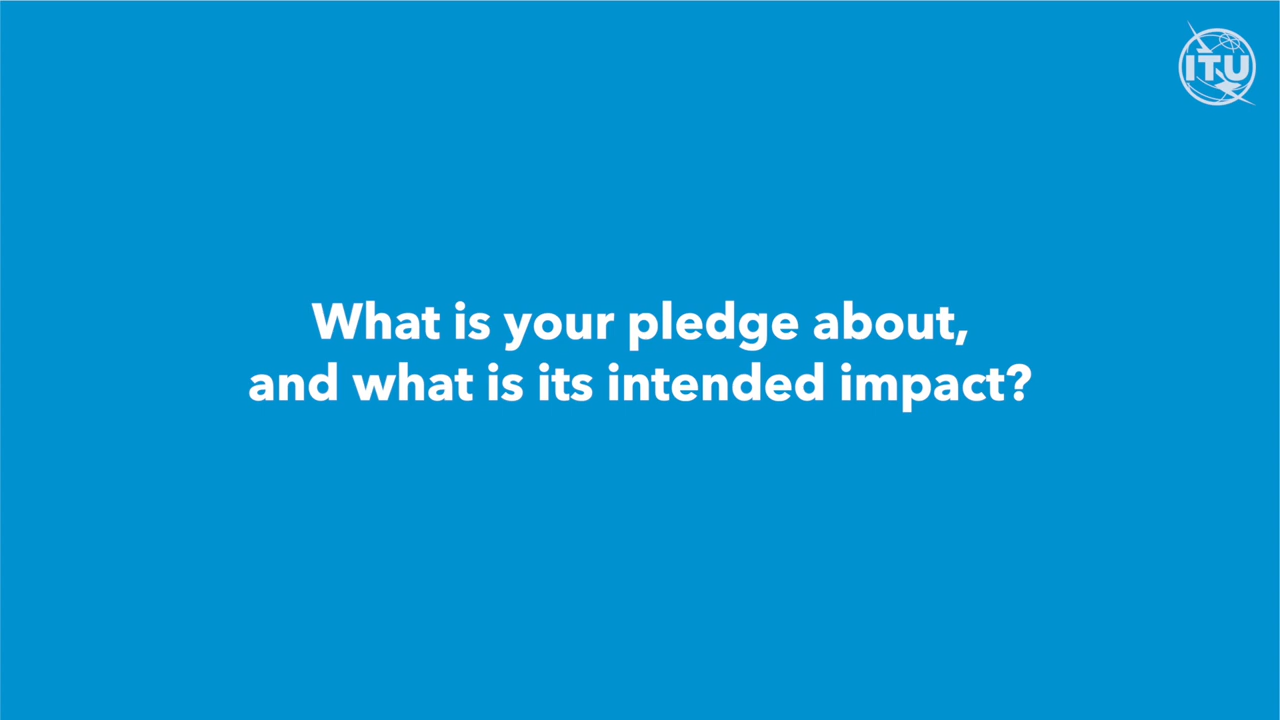 ITU
What is your pledge about,
and what is its intended impact?